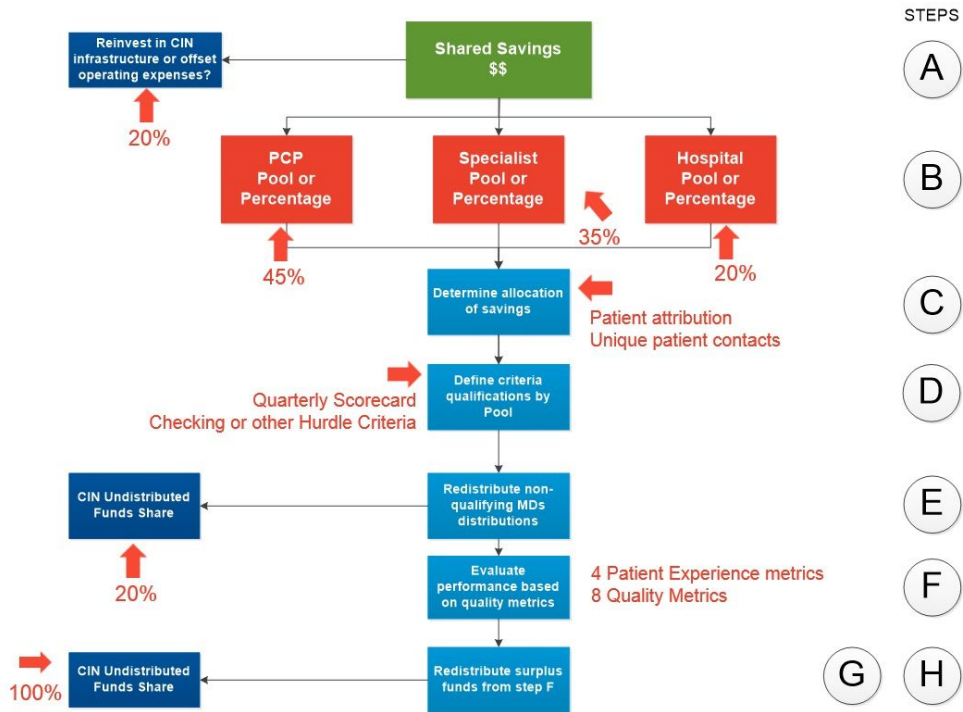 STEPS
Reinvest in CIN
infrastructure or offset
operating expenses?
Shared Savings
$$
A
20%
PCP
Pool or
Percentage
Specialist
Pool or
Percentage
Hospital
Pool or
Percentage
B
45%
35%
20%
Determine allocation
of savings
C
Patient attribution
Unique patient contacts
Define criteria
qualifications by
Pool
D
Quarterly Scorecard
Checking or other Hurdle Criteria
CIN Undistributed
Funds Share
Redistribute non-
qualifying MDs
distributions
E
20%
Evaluate
performance based
on quality metrics
4 Patient Experience metrics
8 Quality Metrics
F
100%
CIN Undistributed
Funds Share
Redistribute surplus
funds from step F
G
H